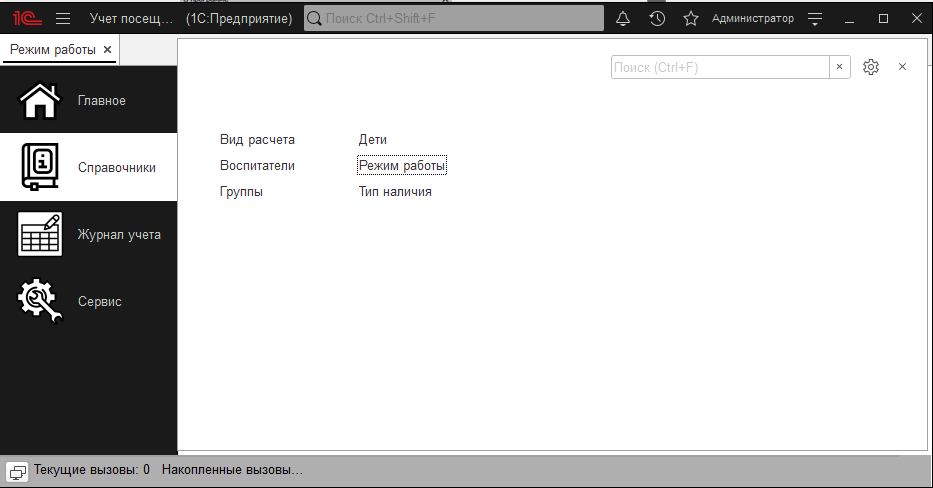 1С Учет посещ... (1С:Предприятие) Поиск Ctrl+Shift+F Администратор
Режим работы
Поиск (Ctrl+F)
Главное
Справочники
Журнал учета
Сервис
Вид расчета Дети
Воспитатели Режим работы
Группы Тип наличия
Текущие вызовы: 0 Накопленные вызовы...